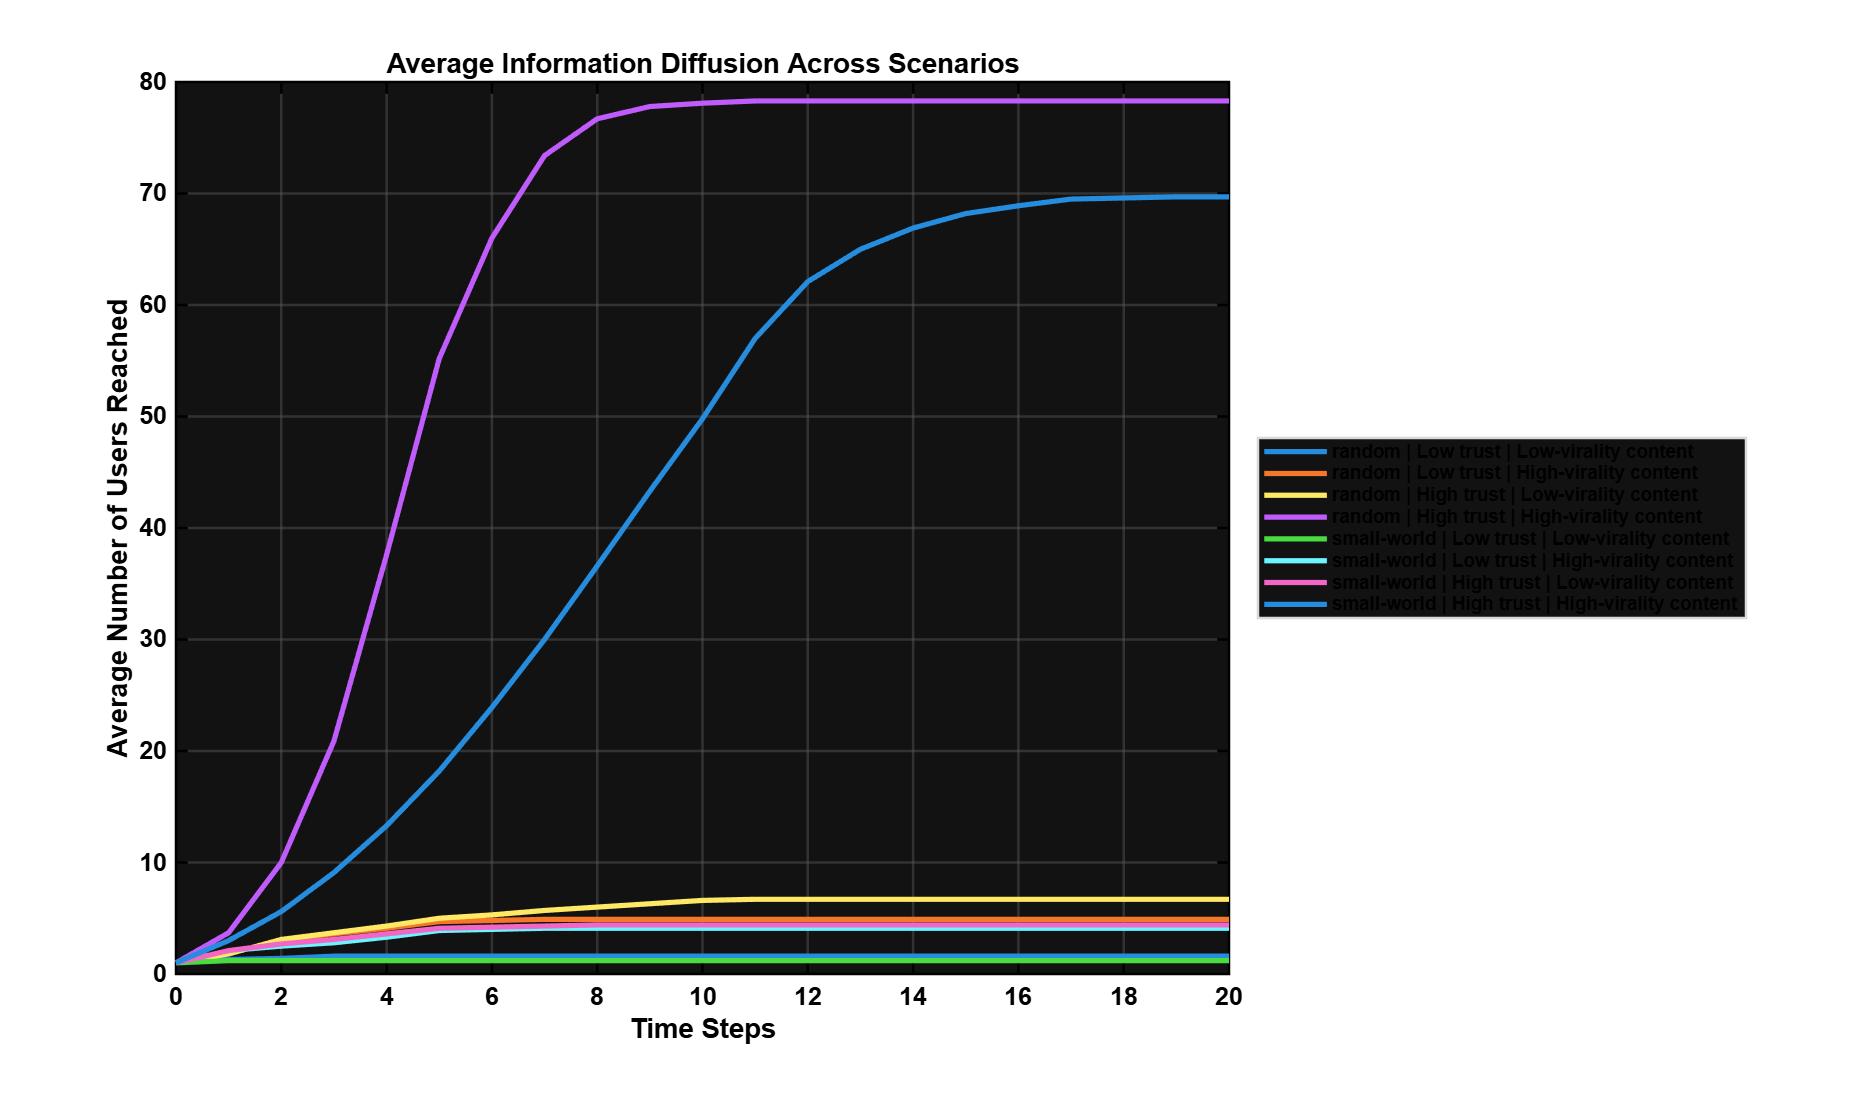 Average Information Diffusion Across Scenarios
80
70
60
50
40
30
20
10
0
Average Number of Users Reached
0 2 4 6 8 10 12 14 16 18 20
Time Steps
random | Low trust | Low-virality content
random | Low trust | High-virality content
random | High trust | Low-virality content
random | High trust | High-virality content
small-world | Low trust | Low-virality content
small-world | Low trust | High-virality content
small-world | High trust | Low-virality content
small-world | High trust | High-virality content